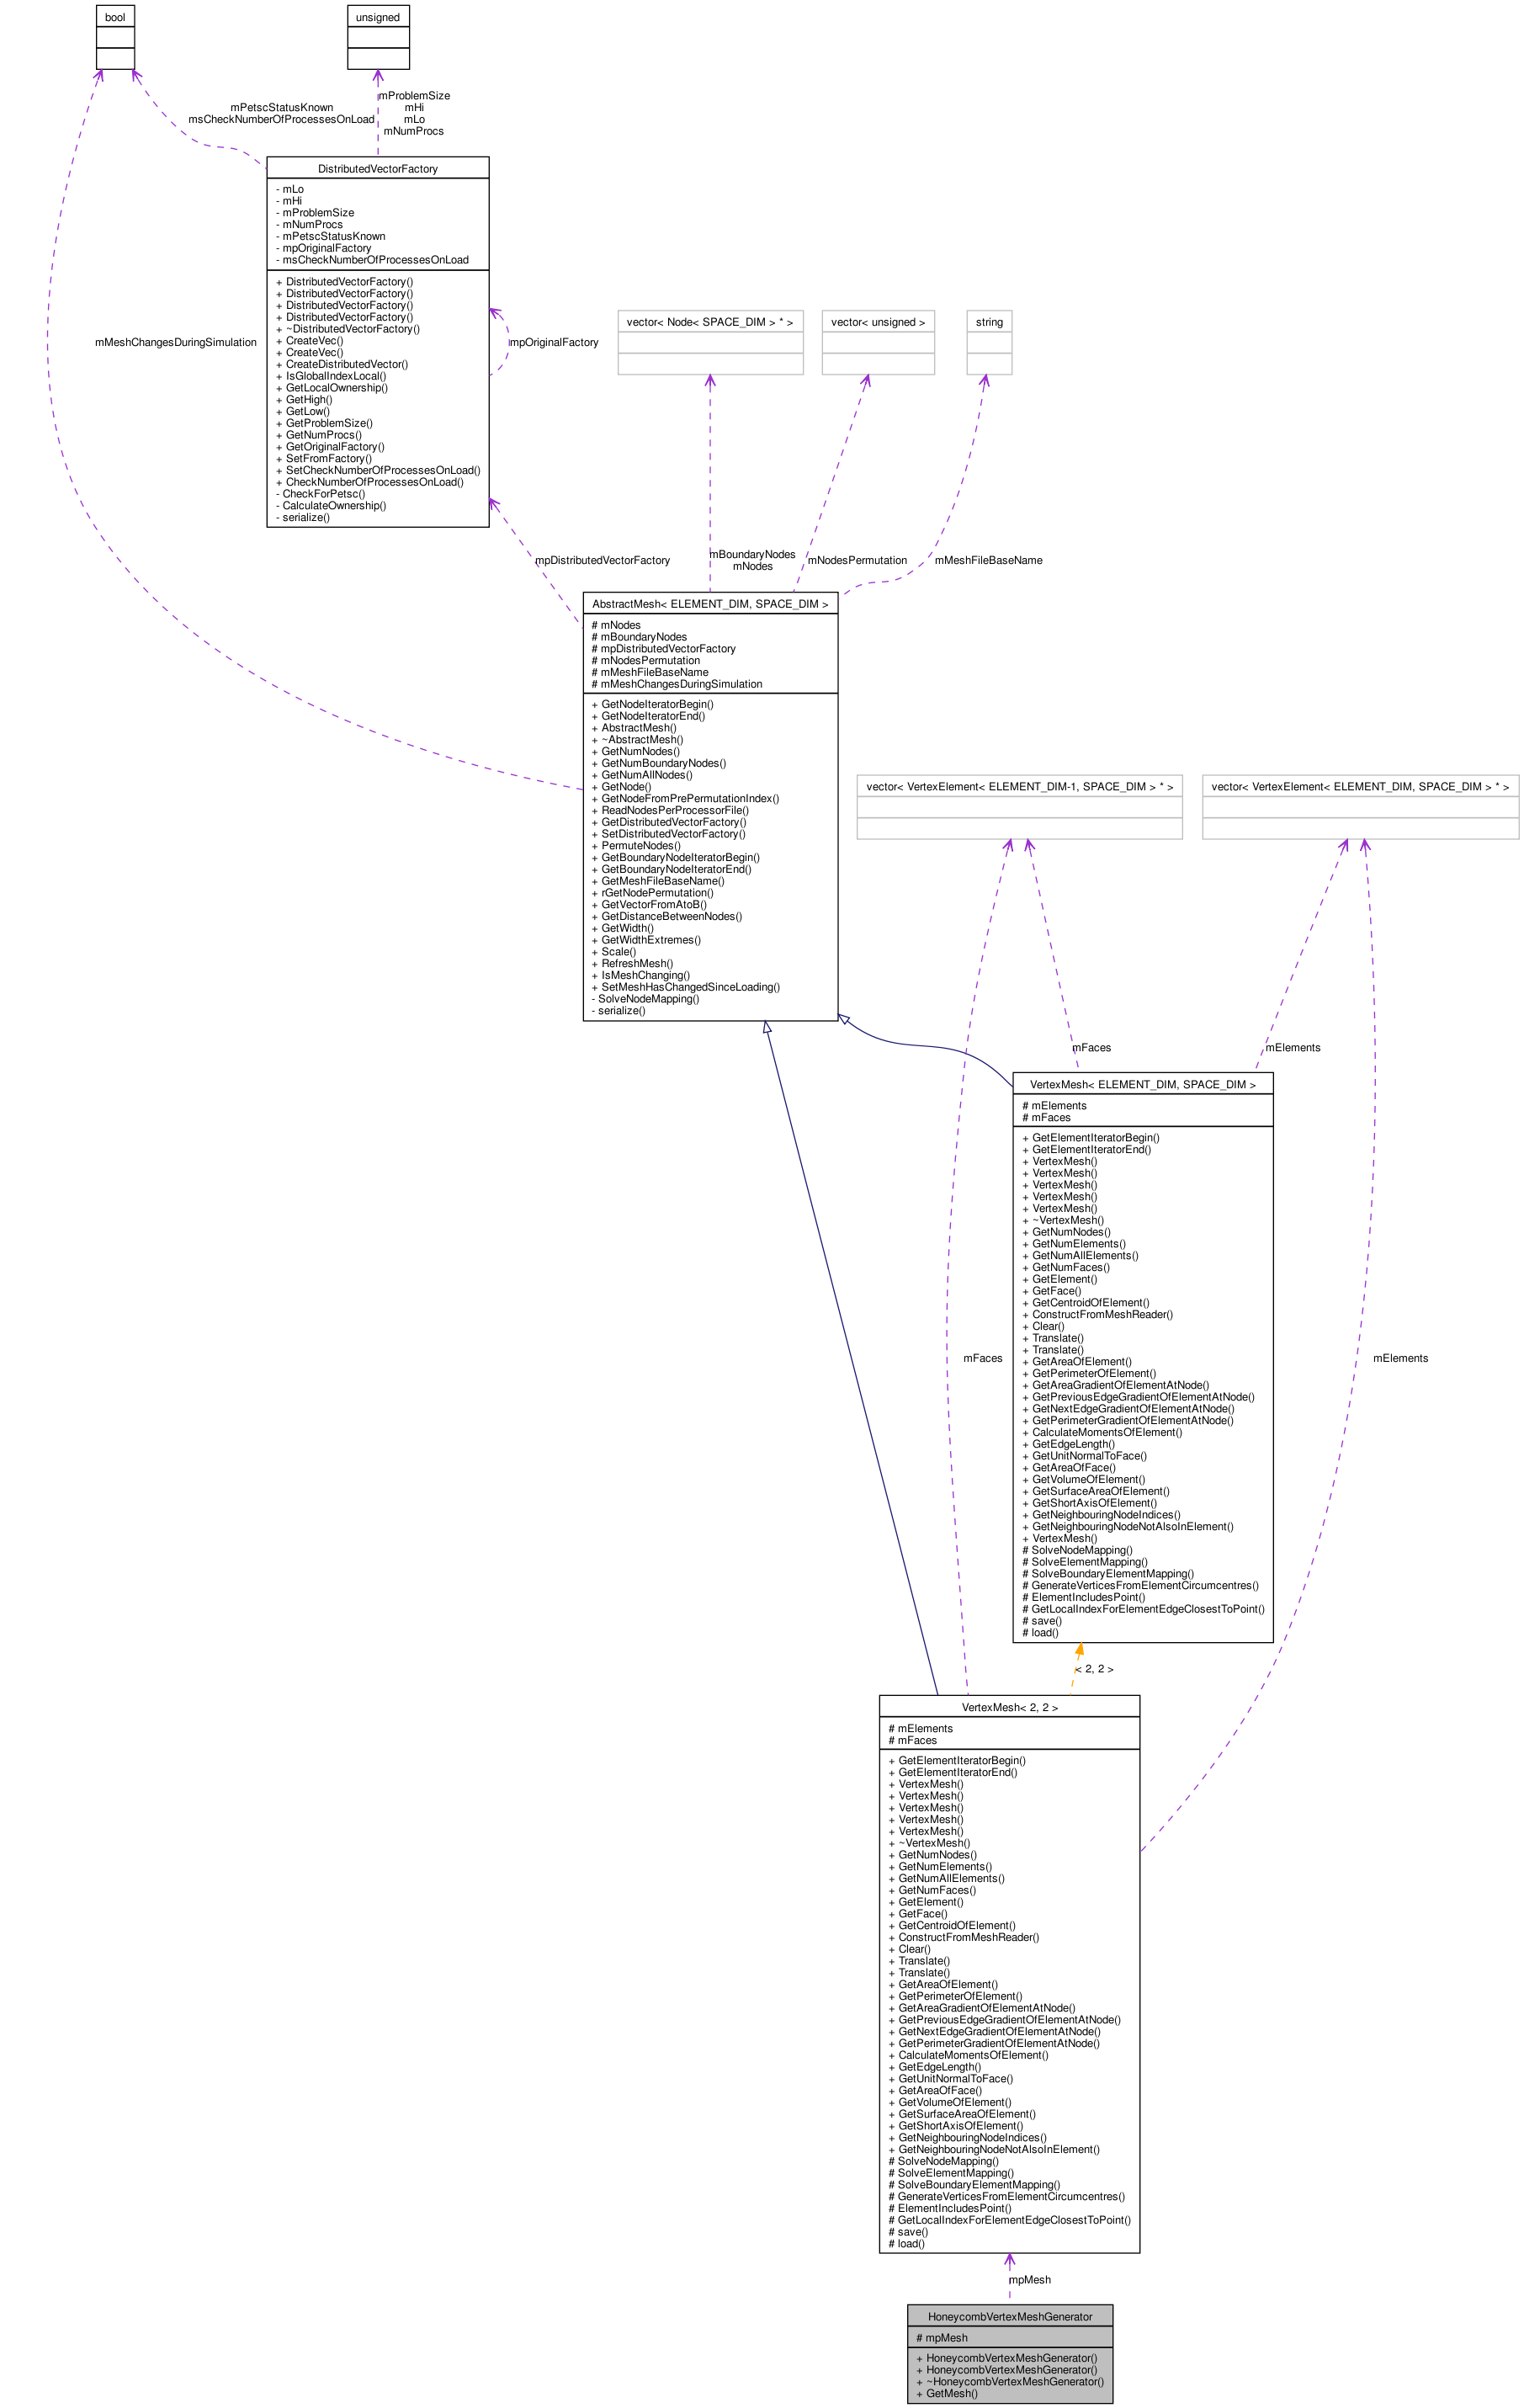 bool
unsigned
mPetscStatusKnown
msCheckNumberOfProcessesOnLoad
mProblemSize
mHi
mLo
mNumProcs
DistributedVectorFactory
- mLo
- mHi
- mProblemSize
- mNumProcs
- mPetscStatusKnown
- mpOriginalFactory
- msCheckNumberOfProcessesOnLoad
+ DistributedVectorFactory()
+ DistributedVectorFactory()
+ DistributedVectorFactory()
+ DistributedVectorFactory()
+ ~DistributedVectorFactory()
+ CreateVec()
+ CreateVec()
+ CreateDistributedVector()
+ IsGlobalIndexLocal()
+ GetLocalOwnership()
+ GetHigh()
+ GetLow()
+ GetProblemSize()
+ GetNumProcs()
+ GetOriginalFactory()
+ SetFromFactory()
+ SetCheckNumberOfProcessesOnLoad()
+ CheckNumberOfProcessesOnLoad()
- CheckForPetsc()
- CalculateOwnership()
- serialize()
mMeshChangesDuringSimulation
mpOriginalFactory
vector< Node< SPACE_DIM > * >
vector< unsigned >
string
mpDistributedVectorFactory
mBoundaryNodes
mNodes
mNodesPermutation
mMeshFileBaseName
AbstractMesh< ELEMENT_DIM, SPACE_DIM >
# mNodes
# mBoundaryNodes
# mpDistributedVectorFactory
# mNodesPermutation
# mMeshFileBaseName
# mMeshChangesDuringSimulation
+ GetNodeIteratorBegin()
+ GetNodeIteratorEnd()
+ AbstractMesh()
+ ~AbstractMesh()
+ GetNumNodes()
+ GetNumBoundaryNodes()
+ GetNumAllNodes()
+ GetNode()
+ GetNodeFromPrePermutationIndex()
+ ReadNodesPerProcessorFile()
+ GetDistributedVectorFactory()
+ SetDistributedVectorFactory()
+ PermuteNodes()
+ GetBoundaryNodeIteratorBegin()
+ GetBoundaryNodeIteratorEnd()
+ GetMeshFileBaseName()
+ rGetNodePermutation()
+ GetVectorFromAtoB()
+ GetDistanceBetweenNodes()
+ GetWidth()
+ GetWidthExtremes()
+ Scale()
+ RefreshMesh()
+ IsMeshChanging()
+ SetMeshHasChangedSinceLoading()
- SolveNodeMapping()
- serialize()
vector< VertexElement< ELEMENT_DIM-1, SPACE_DIM > * >
vector< VertexElement< ELEMENT_DIM, SPACE_DIM > * >
mFaces
mElements
VertexMesh< ELEMENT_DIM, SPACE_DIM >
# mElements
# mFaces
+ GetElementIteratorBegin()
+ GetElementIteratorEnd()
+ VertexMesh()
+ VertexMesh()
+ VertexMesh()
+ VertexMesh()
+ VertexMesh()
+ ~VertexMesh()
+ GetNumNodes()
+ GetNumElements()
+ GetNumAllElements()
+ GetNumFaces()
+ GetElement()
+ GetFace()
+ GetCentroidOfElement()
+ ConstructFromMeshReader()
+ Clear()
+ Translate()
+ Translate()
+ GetAreaOfElement()
+ GetPerimeterOfElement()
+ GetAreaGradientOfElementAtNode()
+ GetPreviousEdgeGradientOfElementAtNode()
+ GetNextEdgeGradientOfElementAtNode()
+ GetPerimeterGradientOfElementAtNode()
+ CalculateMomentsOfElement()
+ GetEdgeLength()
+ GetUnitNormalToFace()
+ GetAreaOfFace()
+ GetVolumeOfElement()
+ GetSurfaceAreaOfElement()
+ GetShortAxisOfElement()
+ GetNeighbouringNodeIndices()
+ GetNeighbouringNodeNotAlsoInElement()
+ VertexMesh()
# SolveNodeMapping()
# SolveElementMapping()
# SolveBoundaryElementMapping()
# GenerateVerticesFromElementCircumcentres()
# ElementIncludesPoint()
# GetLocalIndexForElementEdgeClosestToPoint()
# save()
# load()
mFaces
mElements
< 2, 2 >
VertexMesh< 2, 2 >
# mElements
# mFaces
+ GetElementIteratorBegin()
+ GetElementIteratorEnd()
+ VertexMesh()
+ VertexMesh()
+ VertexMesh()
+ VertexMesh()
+ VertexMesh()
+ ~VertexMesh()
+ GetNumNodes()
+ GetNumElements()
+ GetNumAllElements()
+ GetNumFaces()
+ GetElement()
+ GetFace()
+ GetCentroidOfElement()
+ ConstructFromMeshReader()
+ Clear()
+ Translate()
+ Translate()
+ GetAreaOfElement()
+ GetPerimeterOfElement()
+ GetAreaGradientOfElementAtNode()
+ GetPreviousEdgeGradientOfElementAtNode()
+ GetNextEdgeGradientOfElementAtNode()
+ GetPerimeterGradientOfElementAtNode()
+ CalculateMomentsOfElement()
+ GetEdgeLength()
+ GetUnitNormalToFace()
+ GetAreaOfFace()
+ GetVolumeOfElement()
+ GetSurfaceAreaOfElement()
+ GetShortAxisOfElement()
+ GetNeighbouringNodeIndices()
+ GetNeighbouringNodeNotAlsoInElement()
# SolveNodeMapping()
# SolveElementMapping()
# SolveBoundaryElementMapping()
# GenerateVerticesFromElementCircumcentres()
# ElementIncludesPoint()
# GetLocalIndexForElementEdgeClosestToPoint()
# save()
# load()
mpMesh
HoneycombVertexMeshGenerator
# mpMesh
+ HoneycombVertexMeshGenerator()
+ HoneycombVertexMeshGenerator()
+ ~HoneycombVertexMeshGenerator()
+ GetMesh()